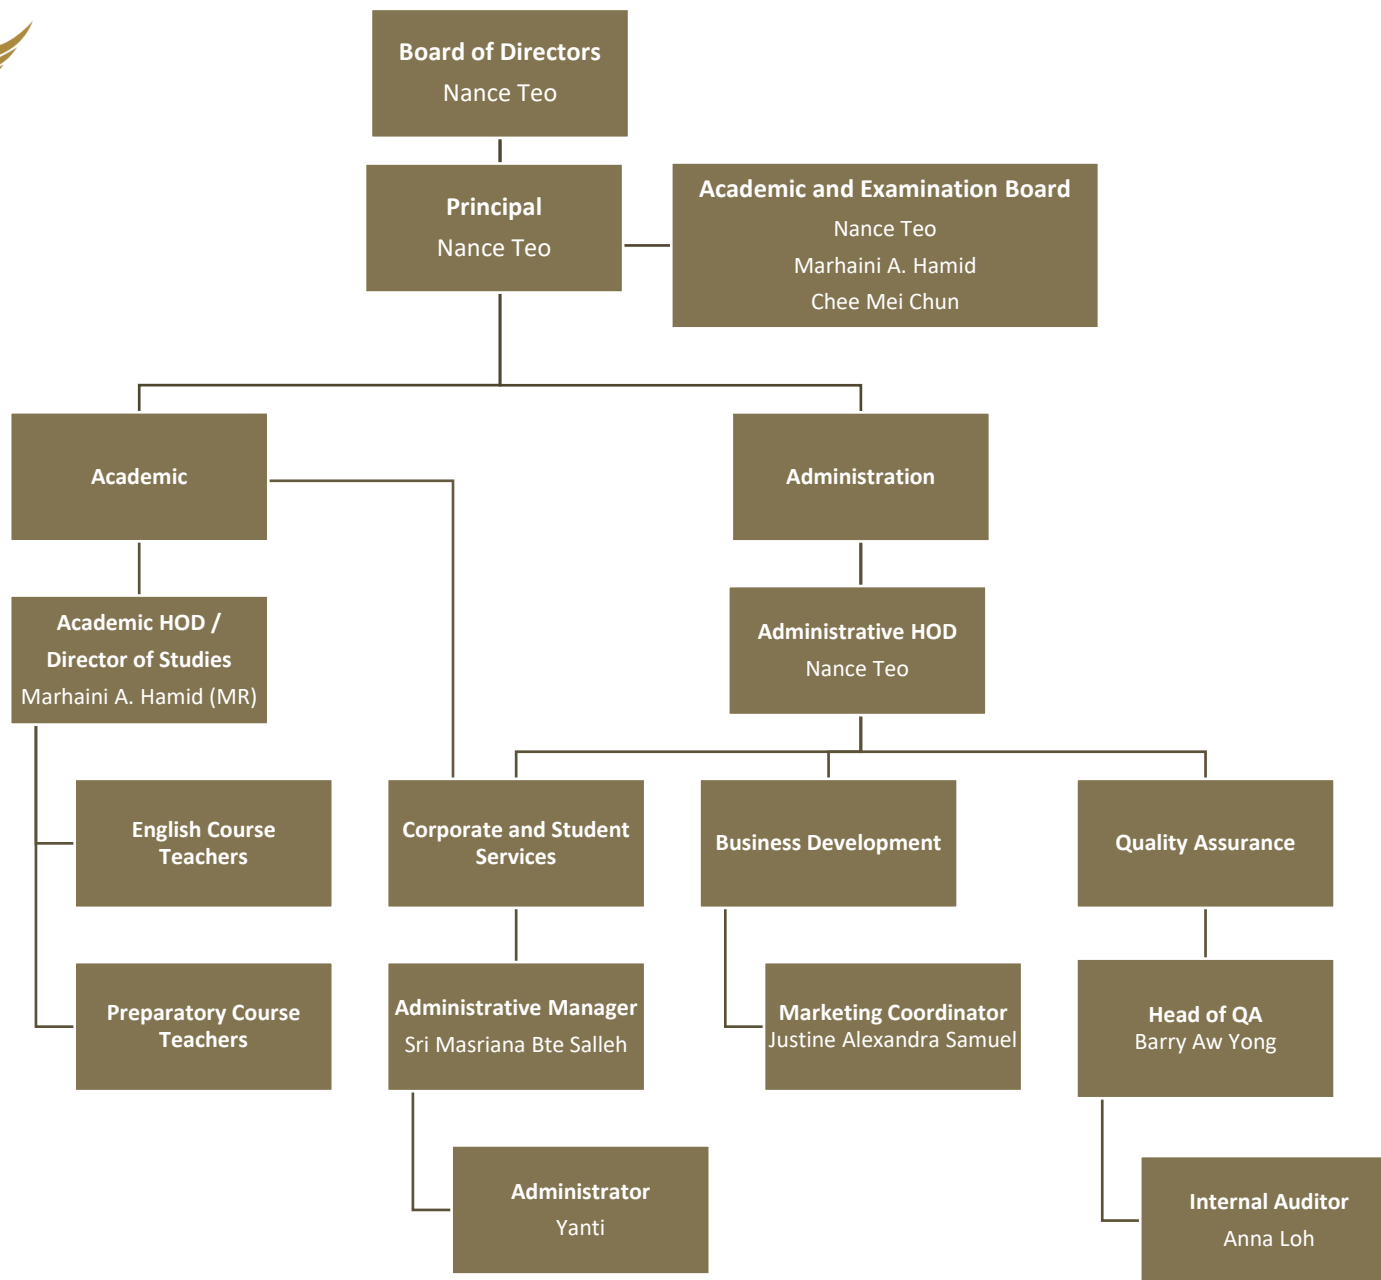 Board of Directors
Nance Teo
Principal
Nance Teo
Academic and Examination Board
Nance Teo
Marhaini A. Hamid
Chee Mei Chun
Academic
Administration
Academic HOD /
Director of Studies
Marhaini A. Hamid (MR)
Administrative HOD
Nance Teo
English Course
Teachers
Corporate and Student
Services
Business Development
Quality Assurance
Preparatory Course
Teachers
Administrative Manager
Sri Masriana Bte Salleh
Marketing Coordinator
Justine Alexandra Samuel
Head of QA
Barry Aw Yong
Administrator
Yanti
Internal Auditor
Anna Loh